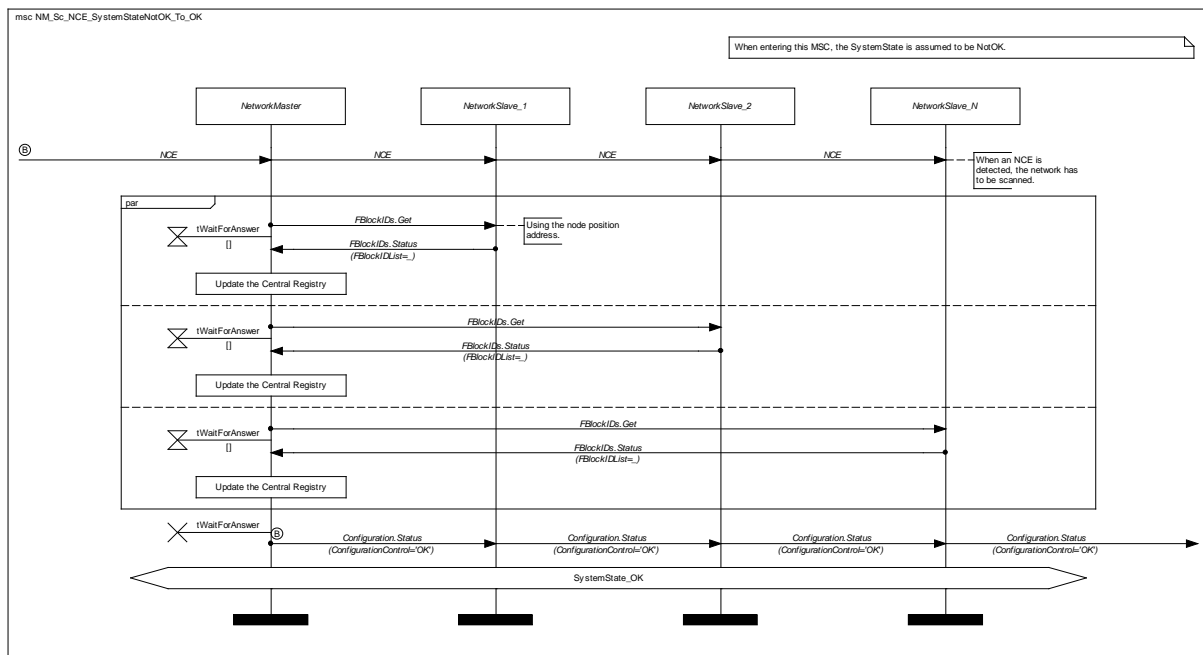 msc NM_Sc_NCE_SystemStateNotOK_To_OK
When entering this MSC, the SystemState is assumed to be NotOK.
NetworkMaster NetworkSlave_1 NetworkSlave_2 NetworkSlave_N
B NCE NCE NCE NCE
When an NCE is
detected, the network has
to be scanned.
par
FBlockIDs.Get
Using the node position
address.
tWaitForAnswer
[]
FBlockIDs.Status
(FBlockIDList=_)
Update the Central Registry
FBlockIDs.Get
tWaitForAnswer
[]
FBlockIDs.Status
(FBlockIDList=_)
Update the Central Registry
FBlockIDs.Get
tWaitForAnswer
[]
FBlockIDs.Status
(FBlockIDList=_)
Update the Central Registry
tWaitForAnswer
B
Configuration.Status Configuration.Status Configuration.Status Configuration.Status
(ConfigurationControl='OK') (ConfigurationControl='OK') (ConfigurationControl='OK') (ConfigurationControl='OK')
SystemState_OK